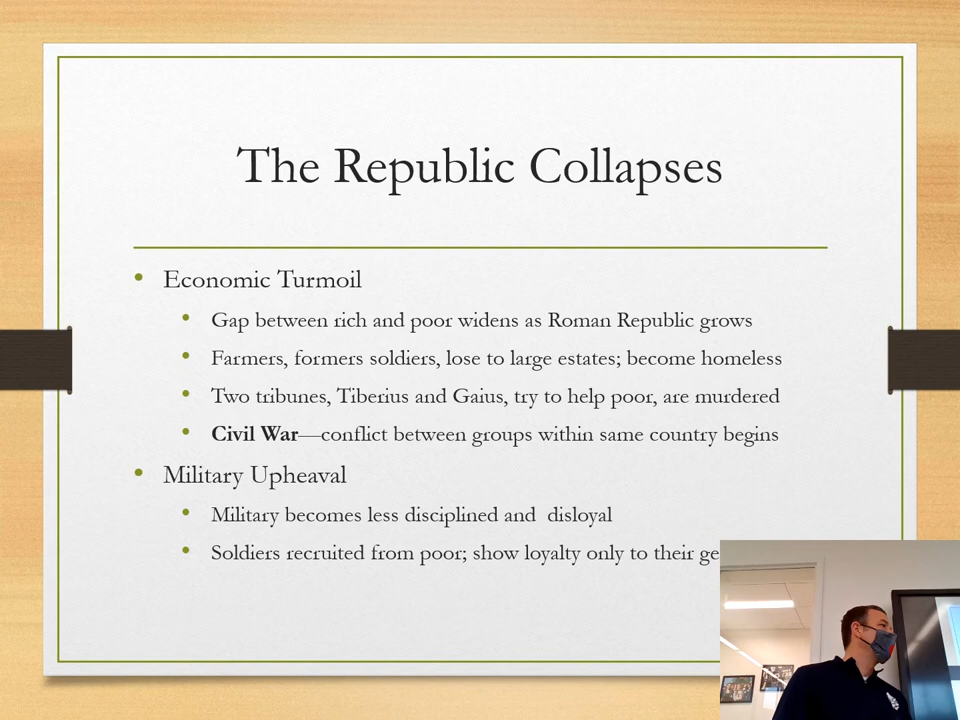 The Republic Collapses
• Economic Turmoil
• Gap between rich and poor widens as Roman Republic grows
• Farmers, formers soldiers, lose to large estates; become homeless
• Two tribunes, Tiberius and Gaius, try to help poor, are murdered
• Civil War—conflict between groups within same country begins
• Military Upheaval
• Military becomes less disciplined and  disloyal
• Soldiers recruited from poor; show loyalty only to their